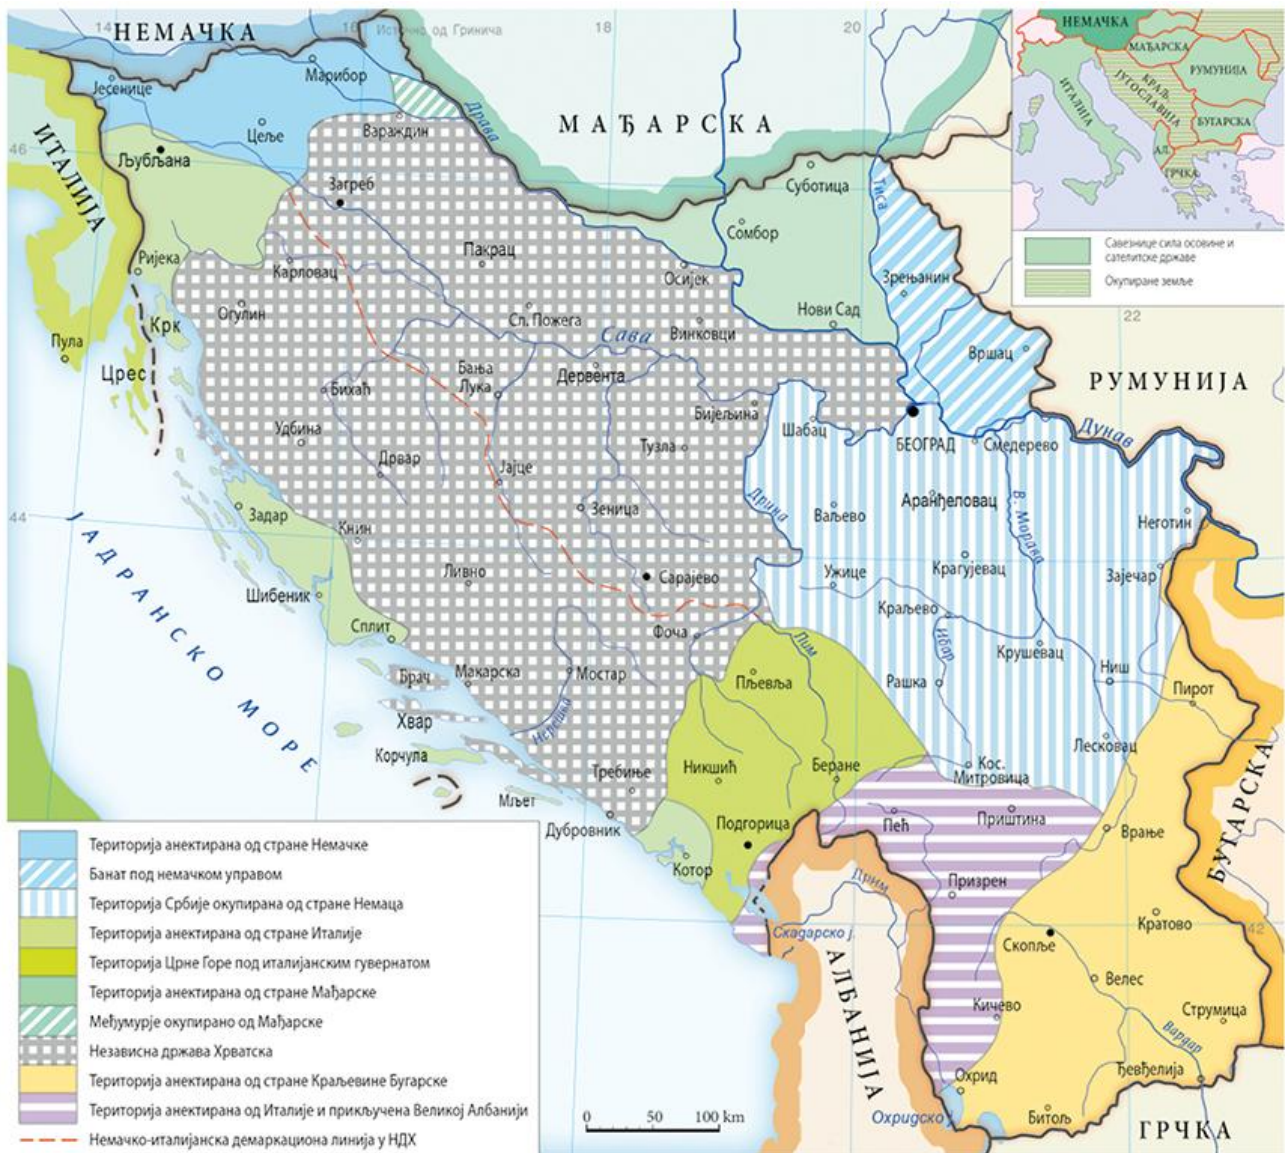 НЕМАЧКА
14
16
Источно од Гринича
18
20
Јесенице
Марибор
Цеље
Вараждин
Драва
МАЂАРСКА
ИТАЛИЈА
46
Љубљана
Загреб
Суботица
Тиса
Сомбор
Ријека
Карловац
Пакрац
Осијек
Зрењанин
Огулин
Крк
Сл. Пожега
Сава
Винковци
Нови Сад
22
Пула
Црес
Вршац
РУМУНИЈА
Бихаћ
Бања
Лука
Дервента
Бијељина
Шабац
БЕОГРАД
Смедерево
Дунав
Удбина
Дрвар
Јајце
Тузла
Зеница
Дрина
Ваљево
Аранђеловац
В. Морава
Неготин
44
Задар
Книн
ЈАДРАНСКО МОРЕ
Шибеник
Ливно
Сарајево
Ужице
Крагујевац
Зајечар
Краљево
Сплит
Фоча
Лим
Ибар
Крушевац
Ниш
Брач
Макарска
Мостар
Пљевља
Рашка
Пирот
Хвар
Неретва
Корчула
Требиње
Никшић
Беране
Кос.
Митровица
Лесковац
Мљет
Дубровник
Подгорица
Пећ
Приштина
Врање
БУГАРСКА
Котор
Дрим
Призрен
Скадарско ј.
Скопље
Кратово
42
АЛБАНИЈА
Велес
Кичево
Струмица
Вардар
Охрид
Ђевђелија
Охридско ј.
Битољ
ГРЧКА
0 50 100 km
НЕМАЧКА
МАЂАРСКА
РУМУНИЈА
ИТАЛИЈА
КРАЉ.
ЈУГОСЛАВИЈА
БУГАРСКА
АЛ.
ГРЧКА
Савезнице сила осовине и
сателитске државе
Окупиране земље
Територија анектирана од стране Немачке
Банат под немачком управом
Територија Србије окупирана од стране Немаца
Територија анектирана од стране Италије
Територија Црне Горе под италијанским гувернатом
Територија анектирана од стране Мађарске
Међумурје окупирано од Мађарске
Независна држава Хрватска
Територија анектирана од стране Краљевине Бугарске
Територија анектирана од Италије и прикључена Великој Албанији
Немачко-италијанска демаркациона линија у НДХ